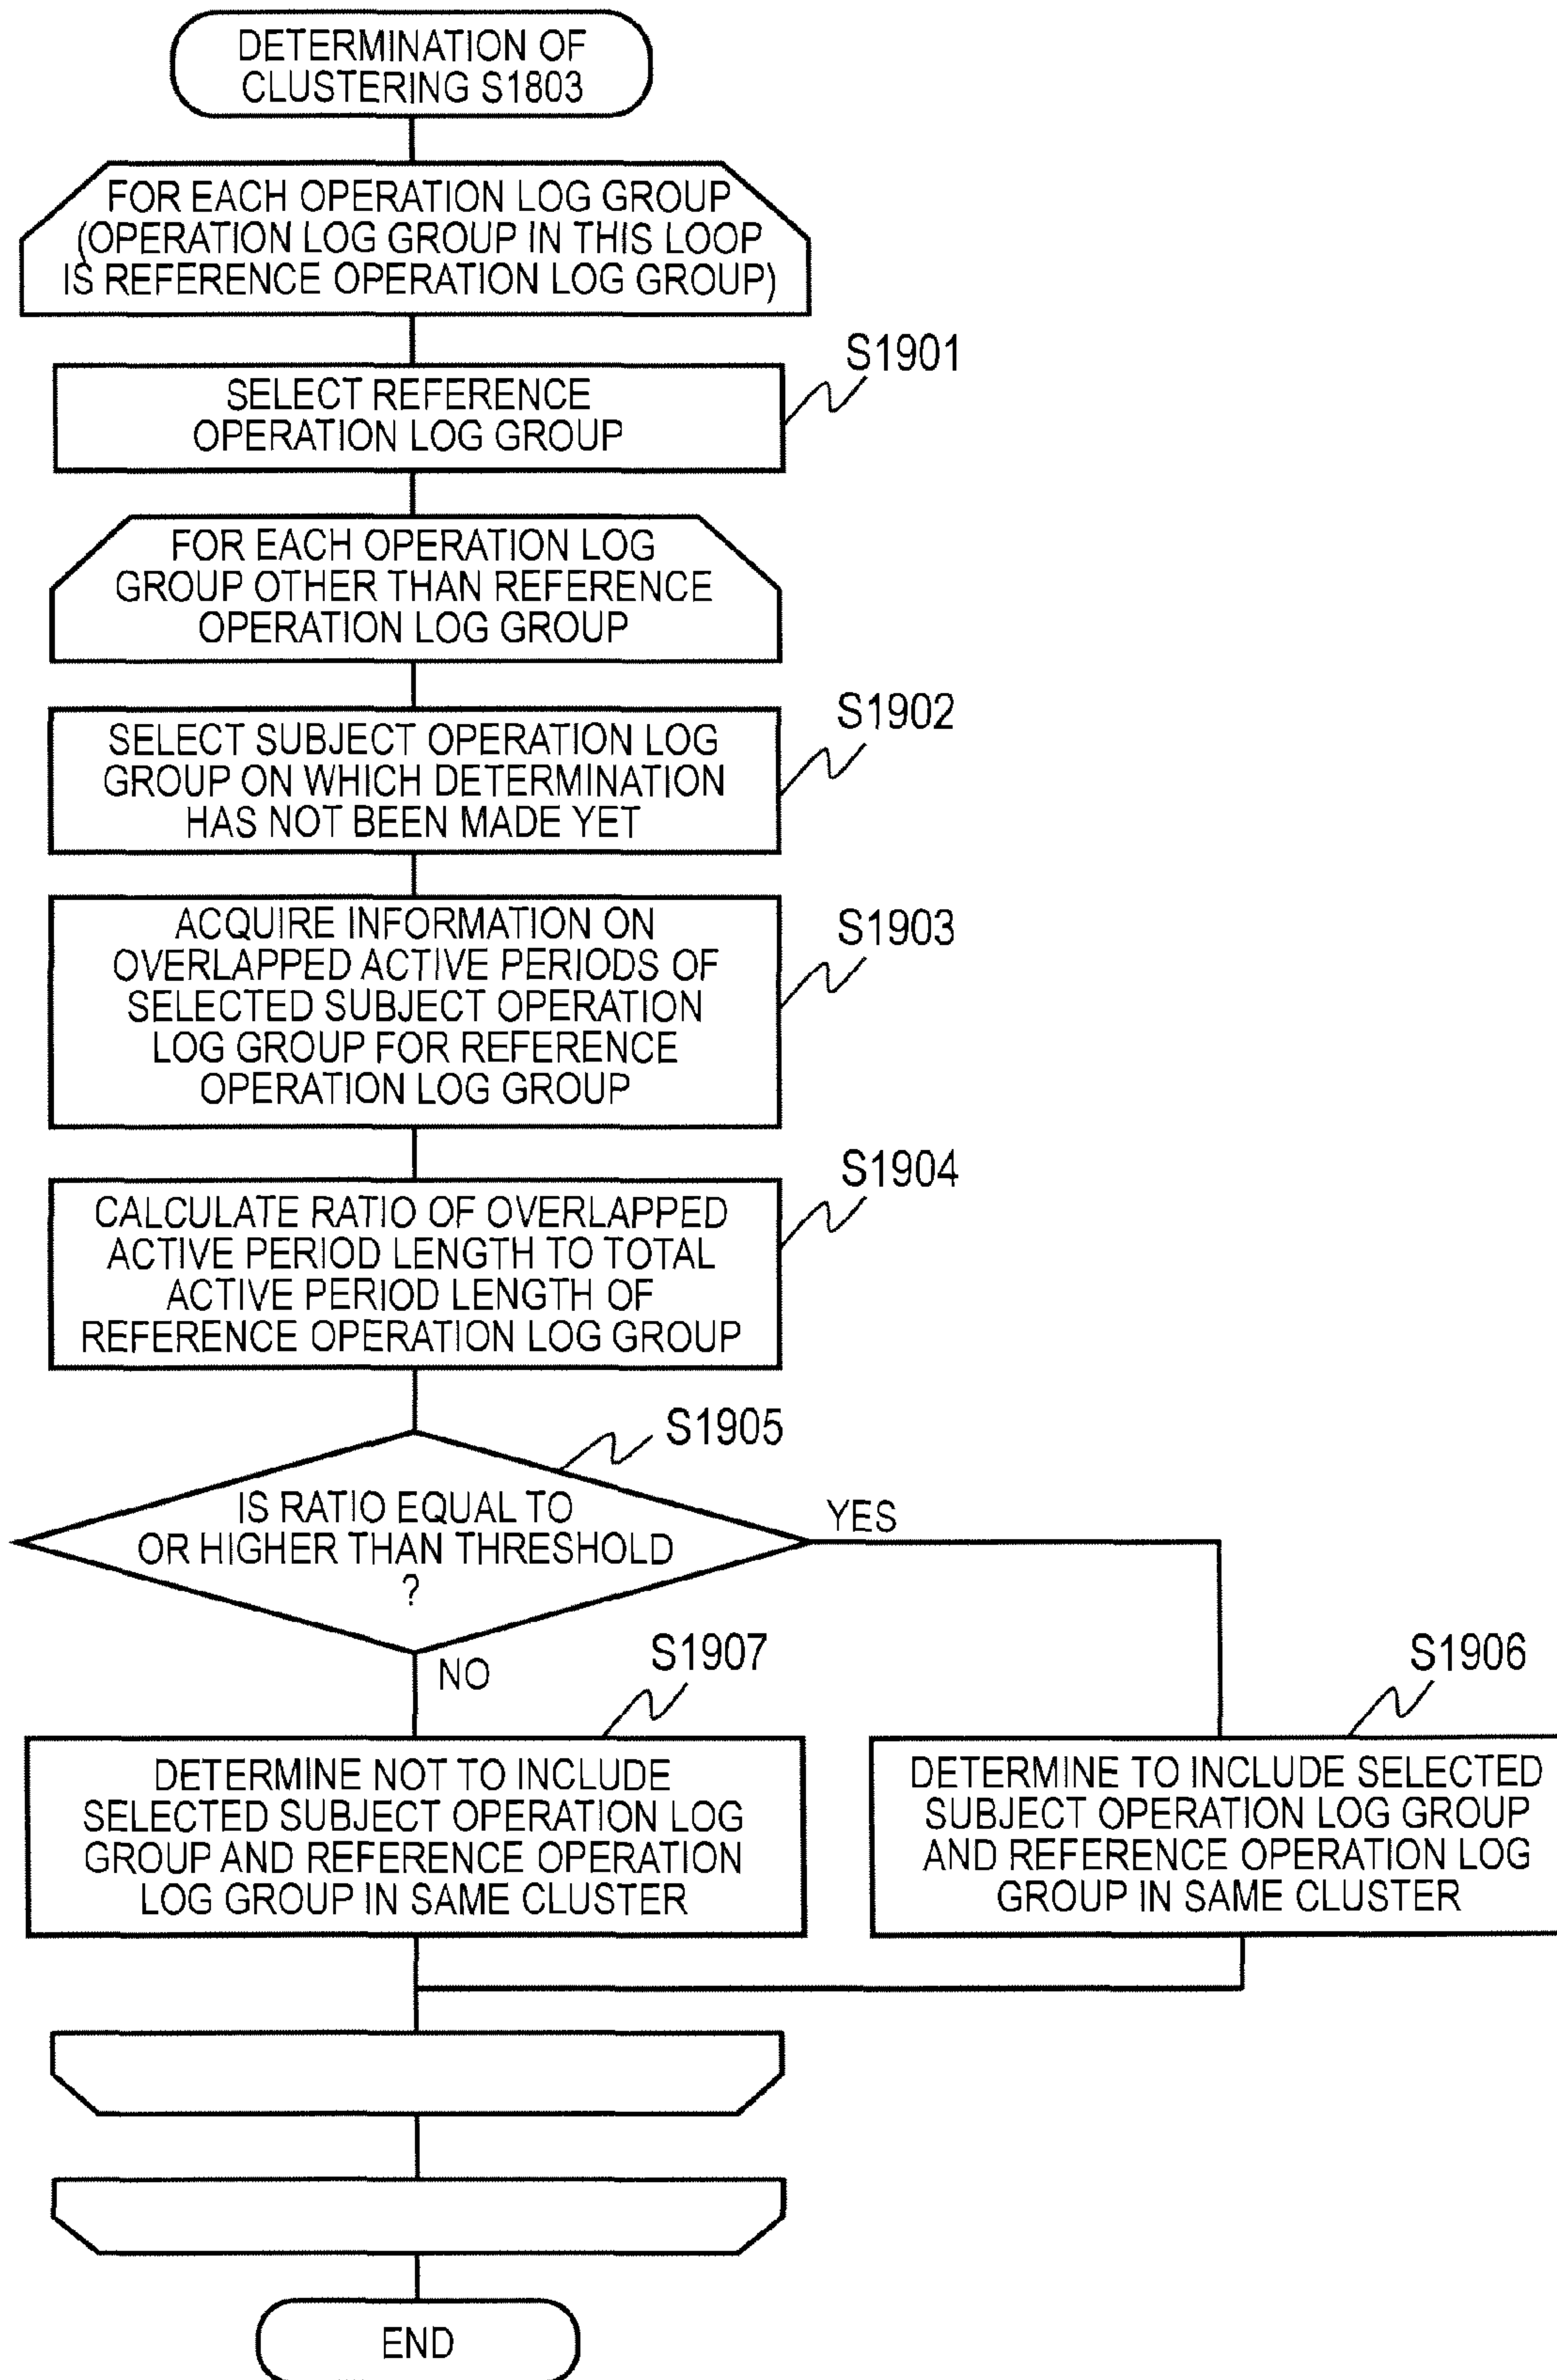 DETERMINATION OF
CLUSTERING S1803
FOR EACH OPERATION LOG GROUP
(OPERATION LOG GROUP IN THIS LOOP
IS REFERENCE OPERATION LOG GROUP)
S1901
SELECT REFERENCE
OPERATION LOG GROUP
FOR EACH OPERATION LOG
GROUP OTHER THAN REFERENCE
OPERATION LOG GROUP
S1902
SELECT SUBJECT OPERATION LOG
GROUP ON WHICH DETERMINATION
HAS NOT BEEN MADE YET
S1903
ACQUIRE INFORMATION ON
OVERLAPPED ACTIVE PERIODS OF
SELECTED SUBJECT OPERATION
LOG GROUP FOR REFERENCE
OPERATION LOG GROUP
S1904
CALCULATE RATIO OF OVERLAPPED
ACTIVE PERIOD LENGTH TO TOTAL
ACTIVE PERIOD LENGTH OF
REFERENCE OPERATION LOG GROUP
S1905
IS RATIO EQUAL TO
OR HIGHER THAN THRESHOLD
?
YES
NO
S1907
DETERMINE NOT TO INCLUDE
SELECTED SUBJECT OPERATION LOG
GROUP AND REFERENCE OPERATION
LOG GROUP IN SAME CLUSTER
S1906
DETERMINE TO INCLUDE SELECTED
SUBJECT OPERATION LOG GROUP
AND REFERENCE OPERATION LOG
GROUP IN SAME CLUSTER
END